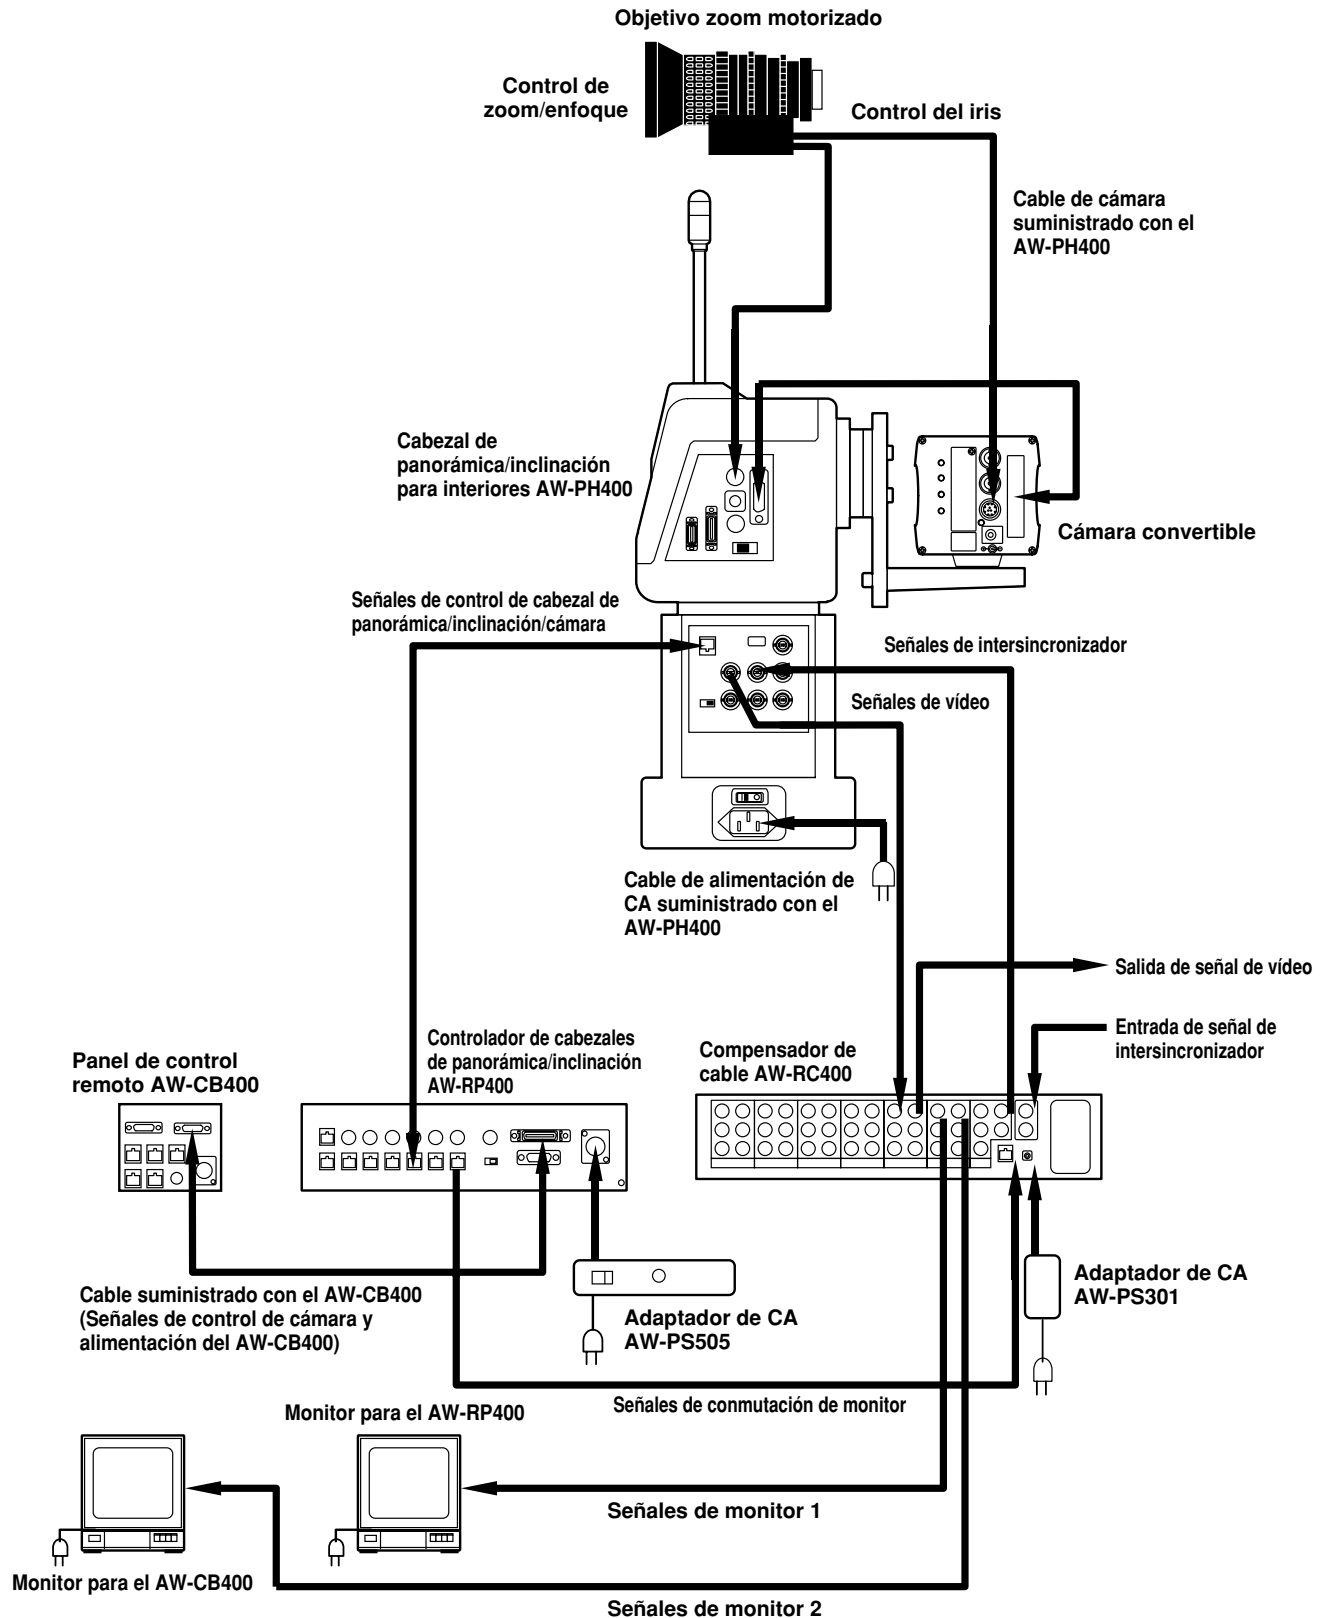 Objetivo zoom motorizado
Control de
zoom/enfoque
Control del iris
Cable de cámara
suministrado con el
AW-PH400
Cabezal de
panorámica/inclinación
para interiores AW-PH400
Cámara convertible
Señales de control de cabezal de
panorámica/inclinación/cámara
Señales de intersincronizador
Señales de vídeo
Cable de alimentación de
CA suministrado con el
AW-PH400
Salida de señal de vídeo
Entrada de señal de
intersincronizador
Controlador de cabezales
de panorámica/inclinación
AW-RP400
Compensador de
cable AW-RC400
Panel de control
remoto AW-CB400
Cable suministrado con el AW-CB400
(Señales de control de cámara y
alimentación del AW-CB400)
Adaptador de CA
AW-PS505
Adaptador de CA
AW-PS301
Señales de conmutación de monitor
Monitor para el AW-RP400
Señales de monitor 1
Monitor para el AW-CB400
Señales de monitor 2